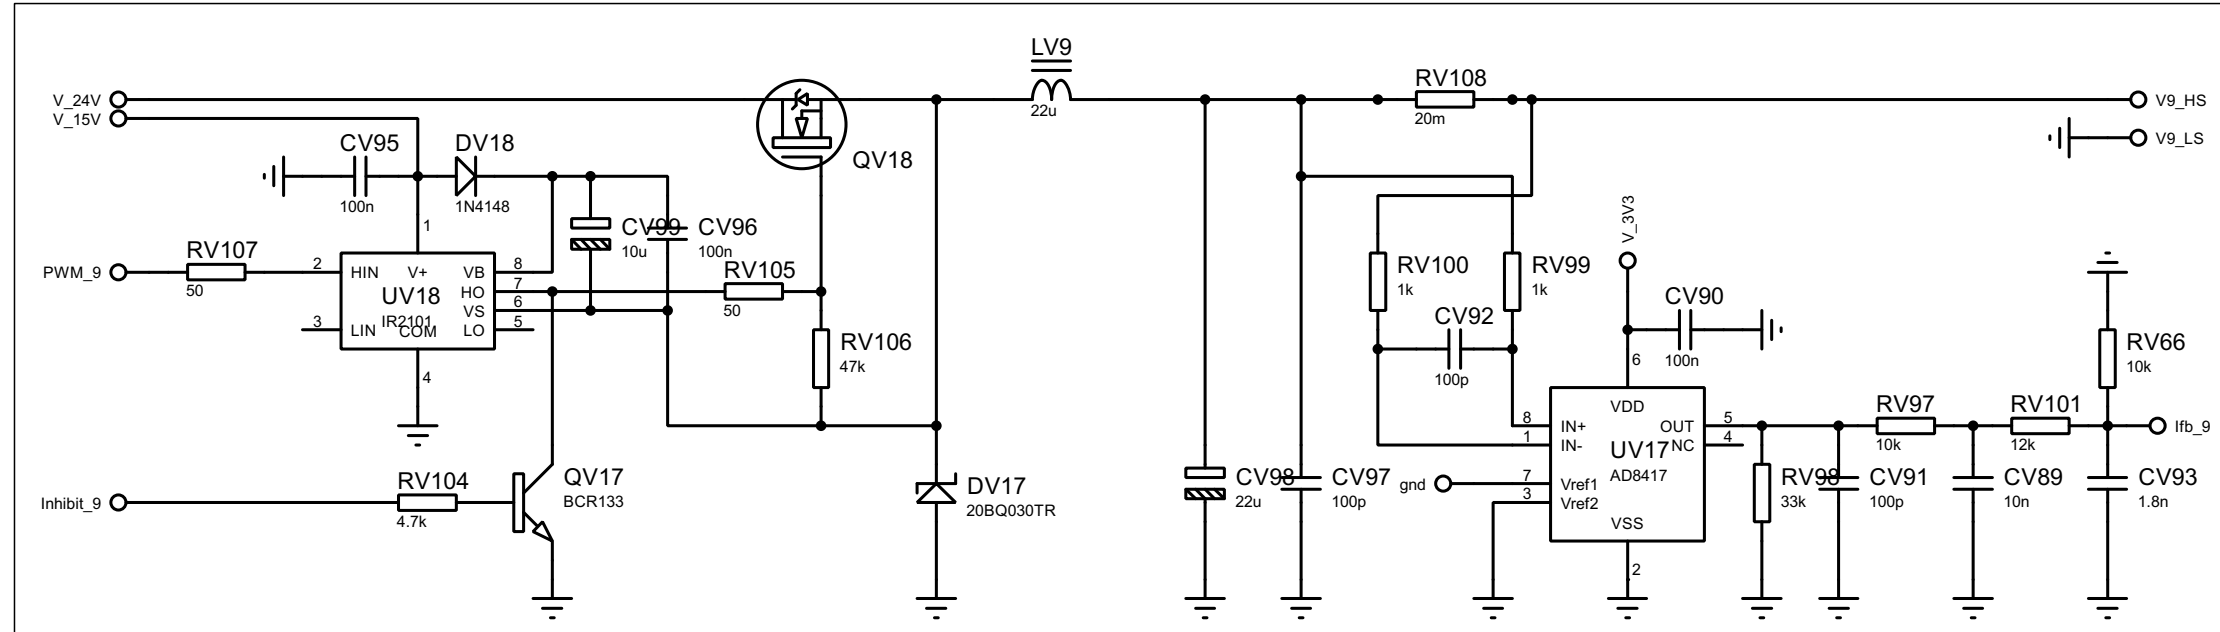 LV9
22u
RV108
20m
V_24V
V_15V
V9_HS
V9_LS
CV95
100n
DV18
1N4148
QV18
1
CV99
10u
CV96
100n
V_3V3
PWM_9
RV107
50
2
HIN
V+
VB
8
HO
7
VS
6
LO
5
3
LIN
COM
UV18
IR2101
4
RV105
50
RV106
47k
RV100
1k
RV99
1k
CV92
100p
CV90
100n
6
RV66
10k
Inhibit_9
RV104
4.7k
QV17
BCR133
DV17
20BQ030TR
CV98
22u
CV97
100p
gnd
8
IN+
1
IN-
7
Vref1
3
Vref2
VDD
OUT
5
NC
4
UV17
AD8417
VSS
2
RV97
10k
RV101
12k
Ifb_9
RV98
33k
CV91
100p
CV89
10n
CV93
1.8n